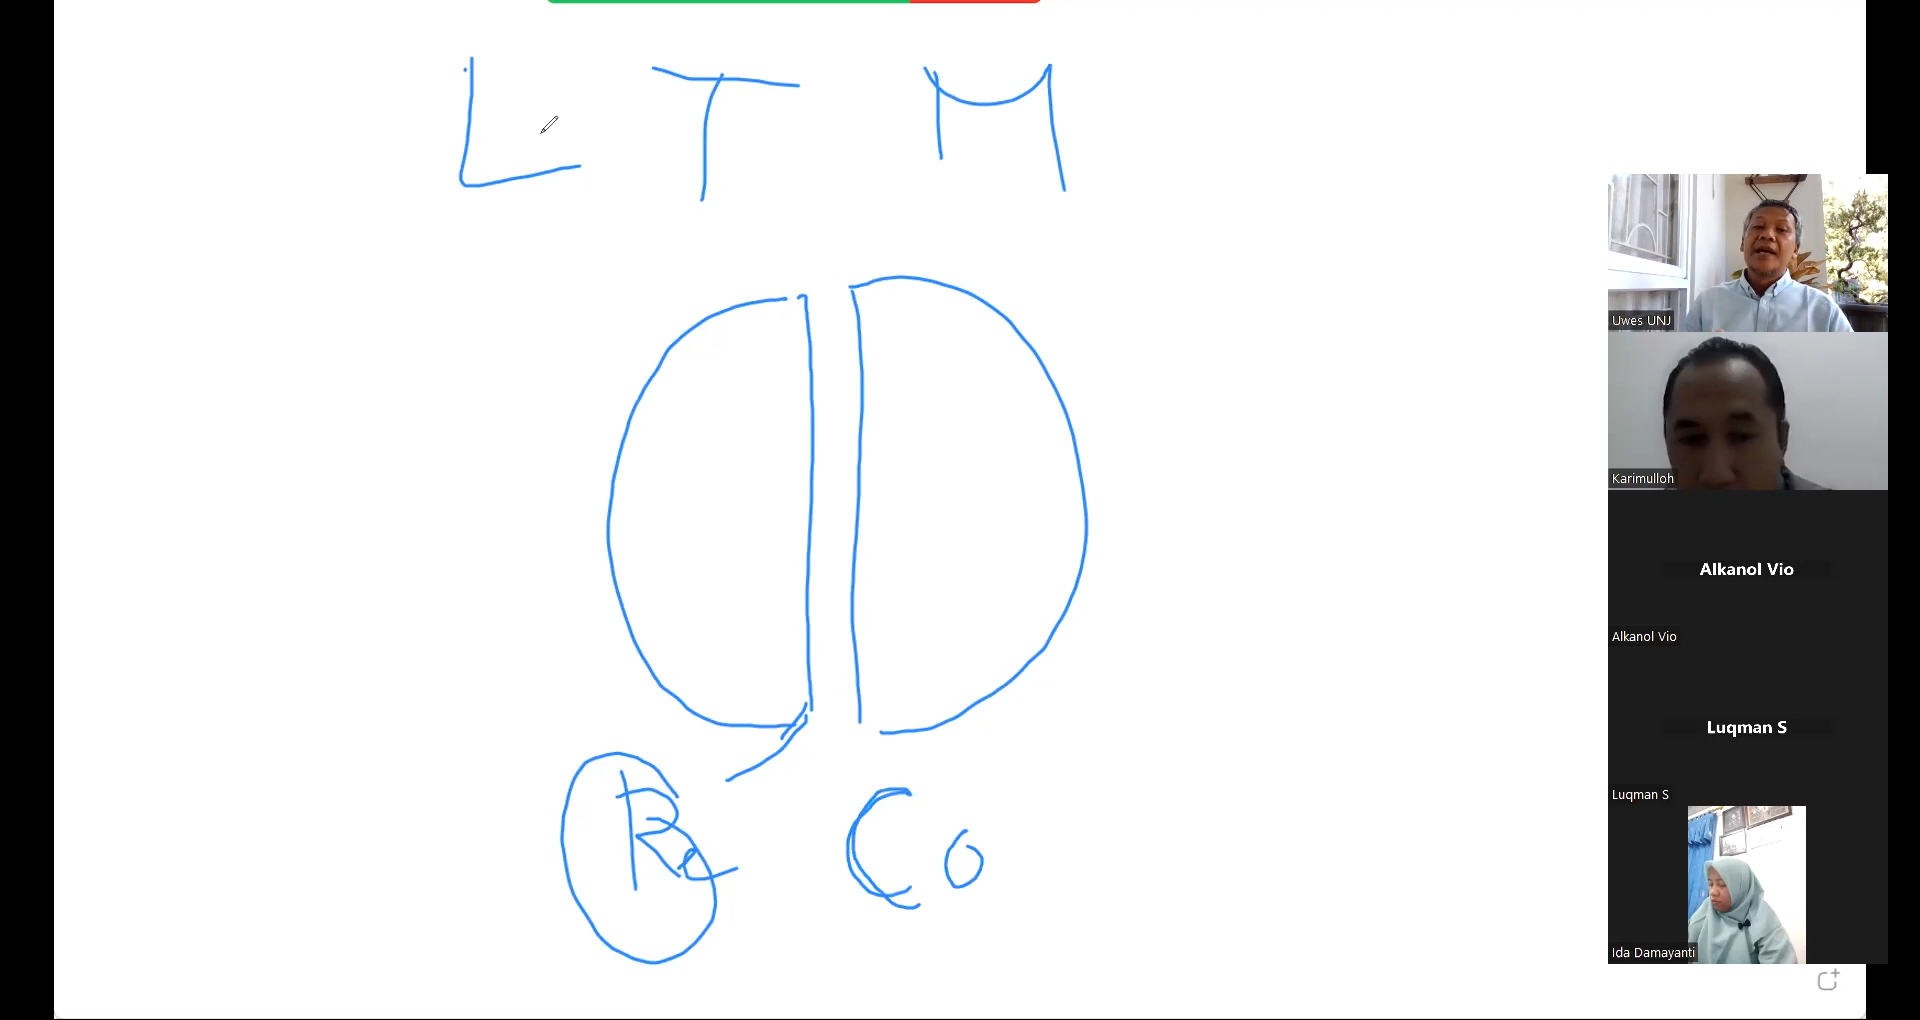 L T M
Re Co
Uwes UNJ
Karimulloh
Alkanol Vio
Alkanol Vio
Luqman S
Luqman S
Ida Damayanti